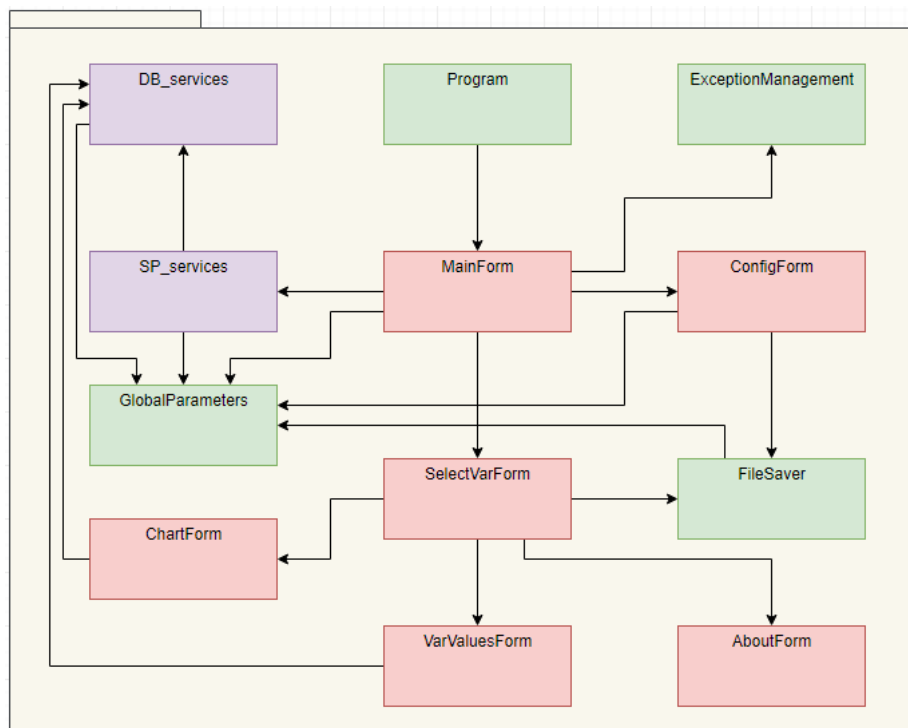 DB_services
Program
ExceptionManagement
SP_services
MainForm
ConfigForm
GlobalParameters
SelectVarForm
FileSaver
ChartForm
VarValuesForm
AboutForm